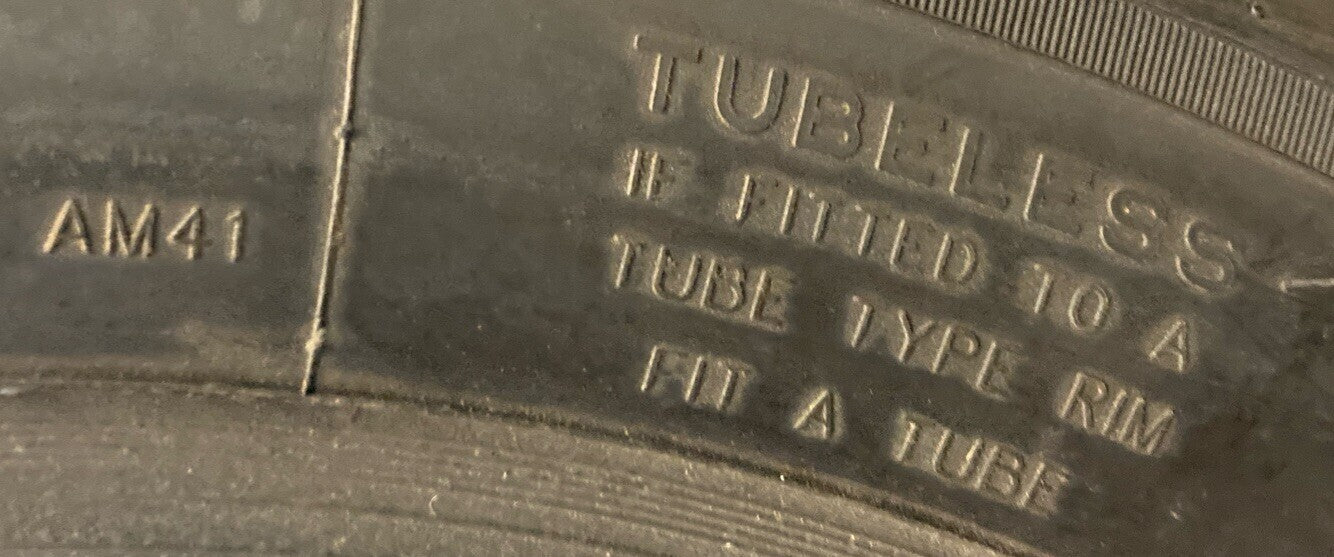 AM41
TUBELESS
IF FITTED TO A
TUBE TYPE RIM
FIT A TUBE